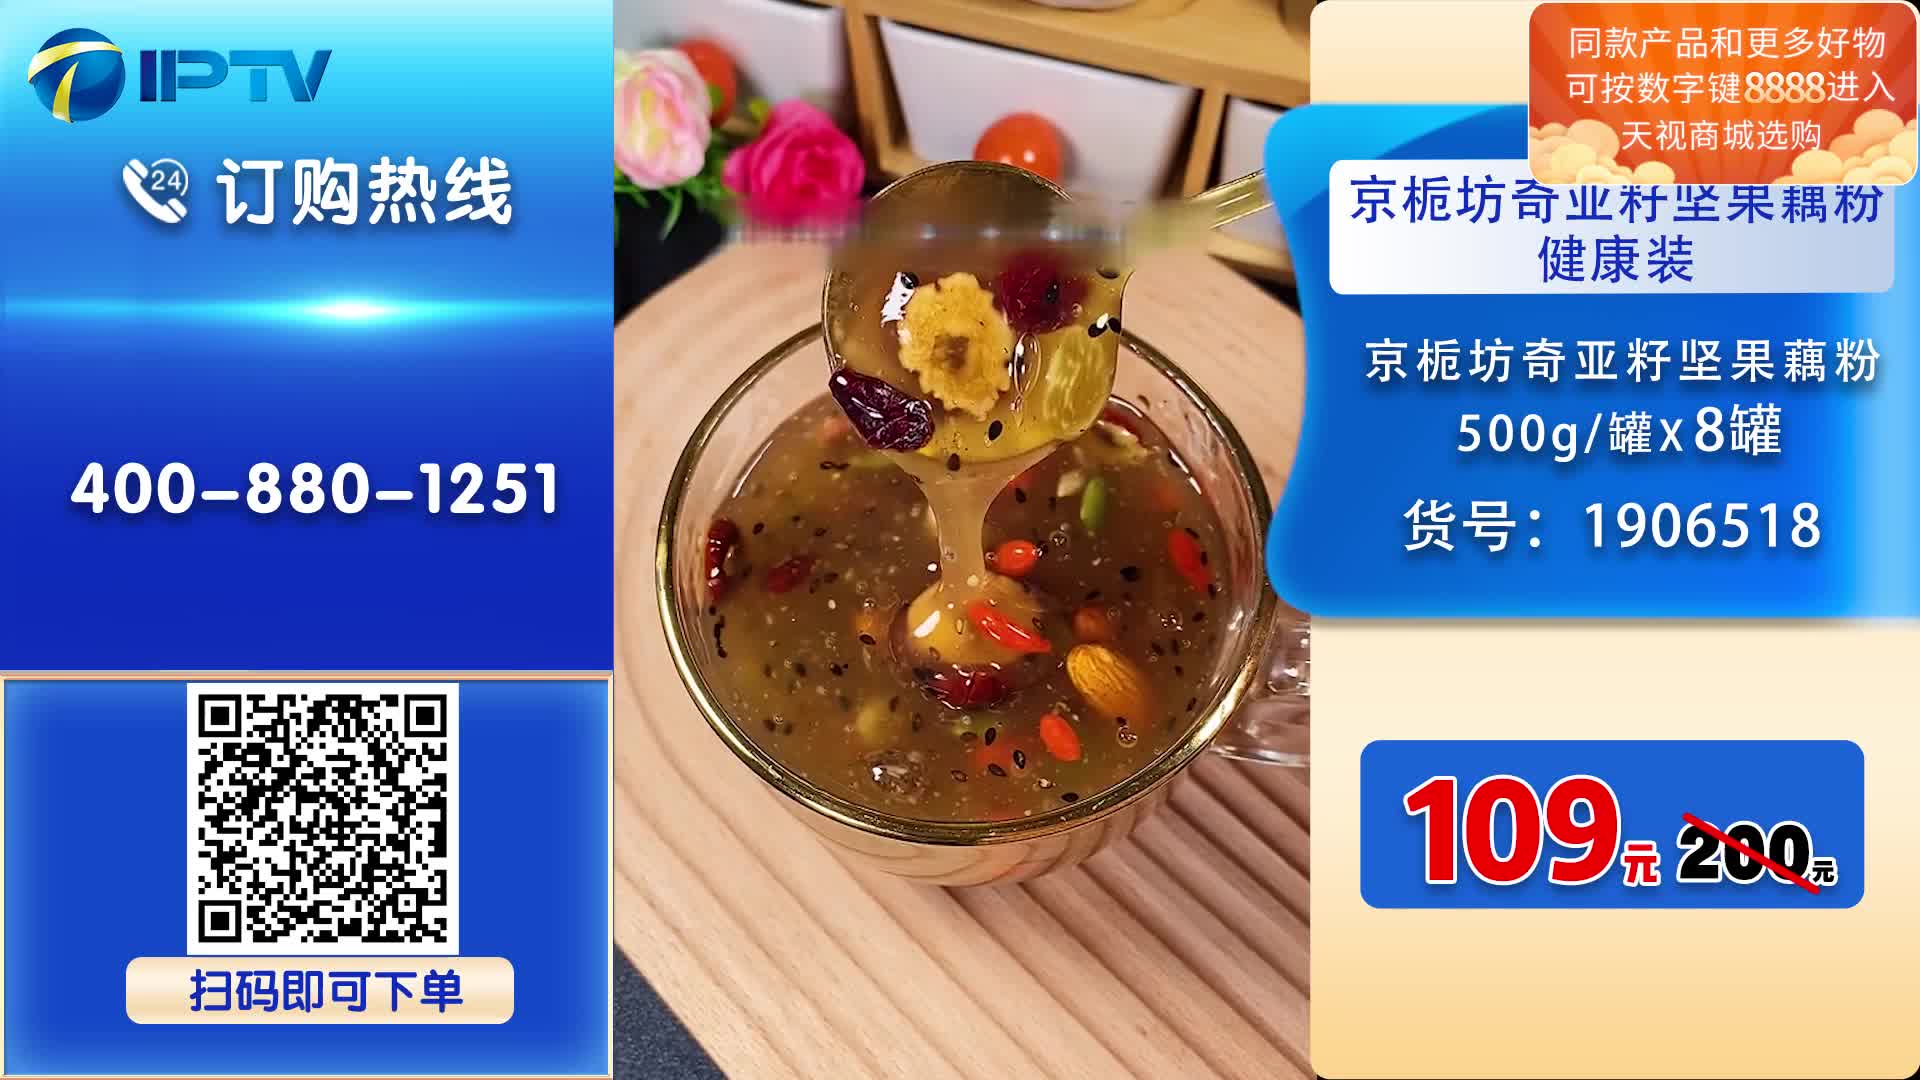 IPTV
24
订购热线
400-880-1251
扫码即可下单
同款产品和更多好物
可按数字键8888进入
天视商城选购
京栀坊奇亚籽坚果藕粉
健康装
京栀坊奇亚籽坚果藕粉
500g/罐x8罐
货号：1906518
109元 200元